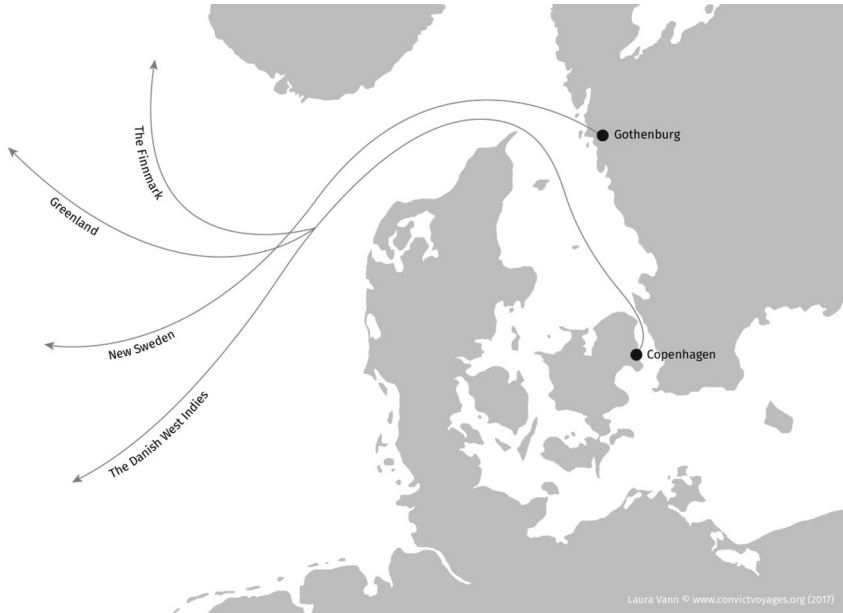 Gothenburg
The Finnmark
Greenland
New Sweden
Copenhagen
The Danish West Indies
Laura Vann © www.convictvoyages.org (2017)